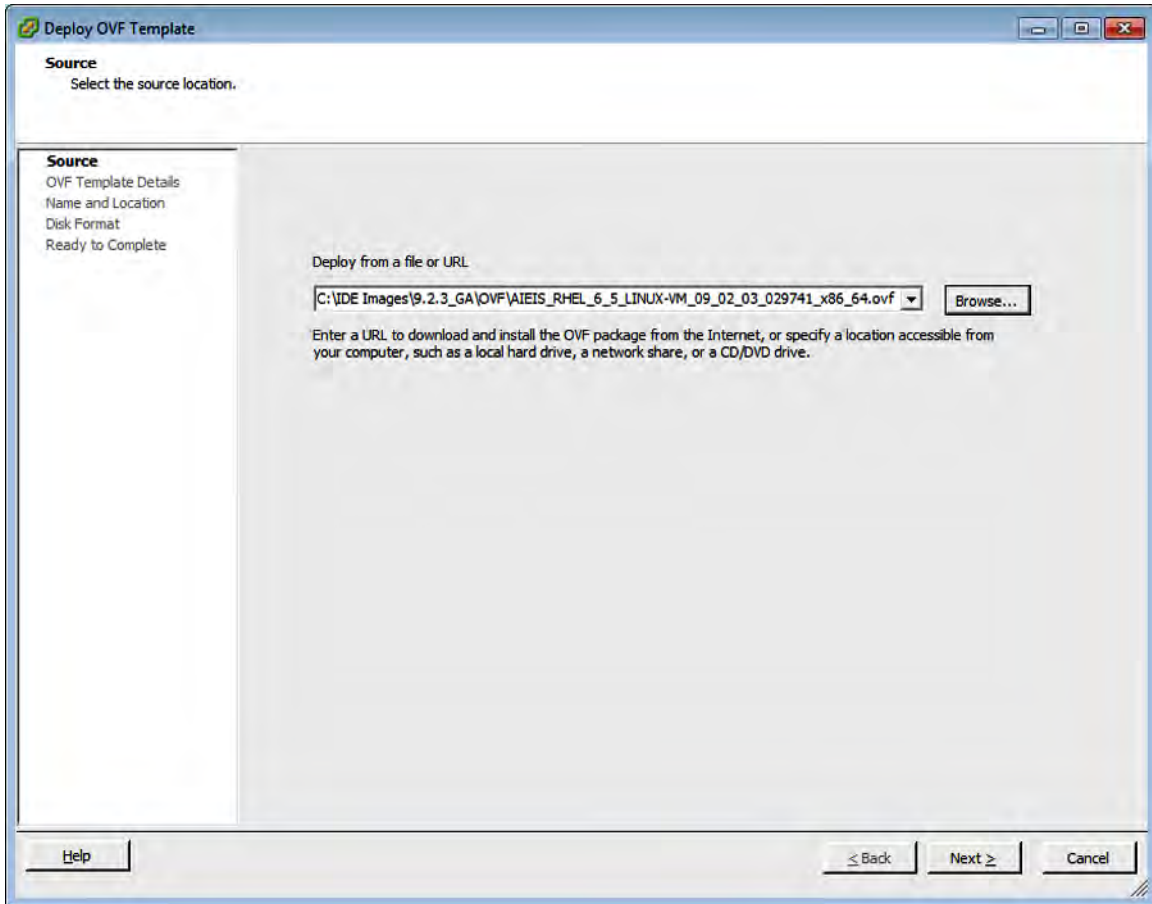 Deploy OVF Template
Source
Select the source location.
Source
OVF Template Details
Name and Location
Disk Format
Ready to Complete
Deploy from a file or URL
C:\IDE Images\9.2.3_GA\OVF\AIEIS_RHEL_6_5_LINUX-VM_09_02_03_029741_x86_64.ovf
Browse...
Enter a URL to download and install the OVF package from the Internet, or specify a location accessible from
your computer, such as a local hard drive, a network share, or a CD/DVD drive.
Help
< Back
Next >
Cancel